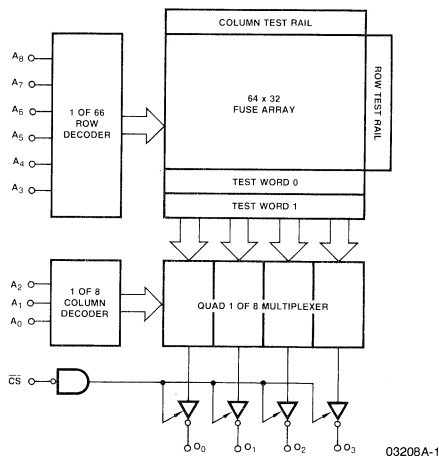 COLUMN TEST RAIL
A8
A7
A6
A5
A4
A3
1 OF 66
ROW
DECODER
64 x 32
FUSE ARRAY
ROW TEST RAIL
TEST WORD 0
TEST WORD 1
A2
A1
A0
1 OF 8
COLUMN
DECODER
QUAD 1 OF 8 MULTIPLEXER
C̅S̅
O0
O1
O2
O3
03208A-1